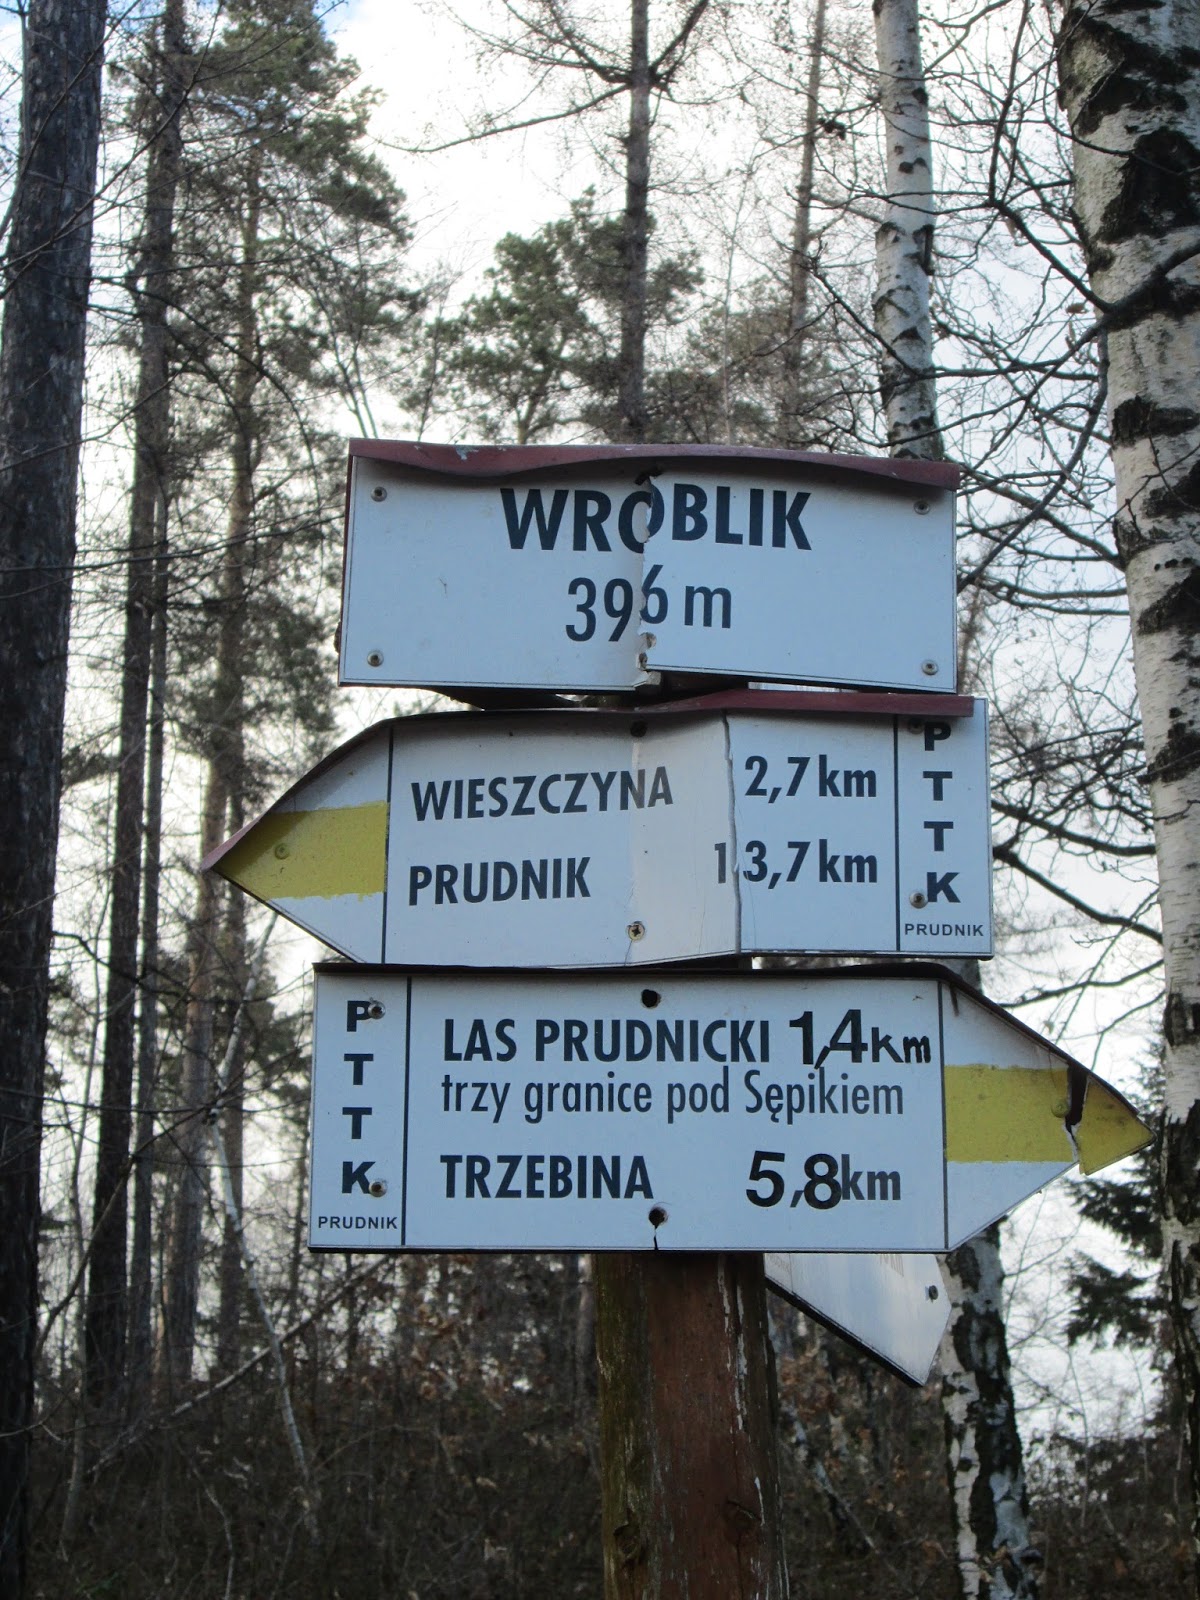 WRÓBLIK
396 m
WIESZCZYNA 2,7 km
PRUDNIK 13,7 km
PTTK
PRUDNIK
PTTK
PRUDNIK
LAS PRUDNICKI 1,4 km
trzy granice pod Sępikiem
TRZEBINA 5,8 km